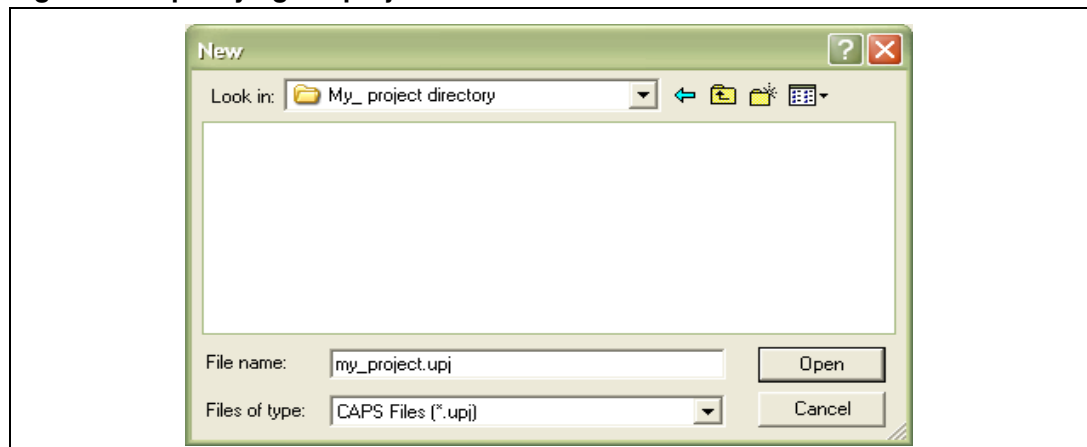 New
Look in: My_ project directory
File name: my_project.upj
Open
Files of type: CAPS Files (*.upj)
Cancel